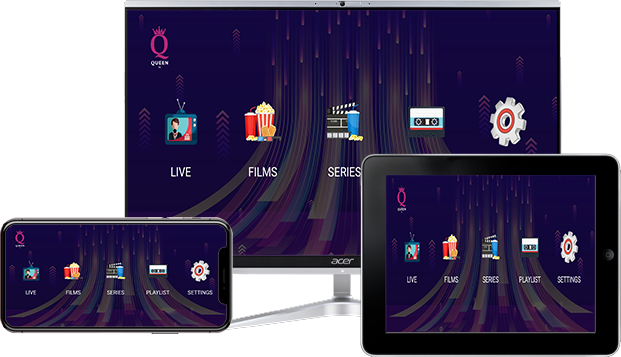 QUEEN
LIVE
FILMS
SERIES
acer
QUEEN
LIVE
FILMS
SERIES
PLAYLIST
SETTINGS
QUEEN
LIVE
FILMS
SERIES
PLAYLIST
SETTINGS